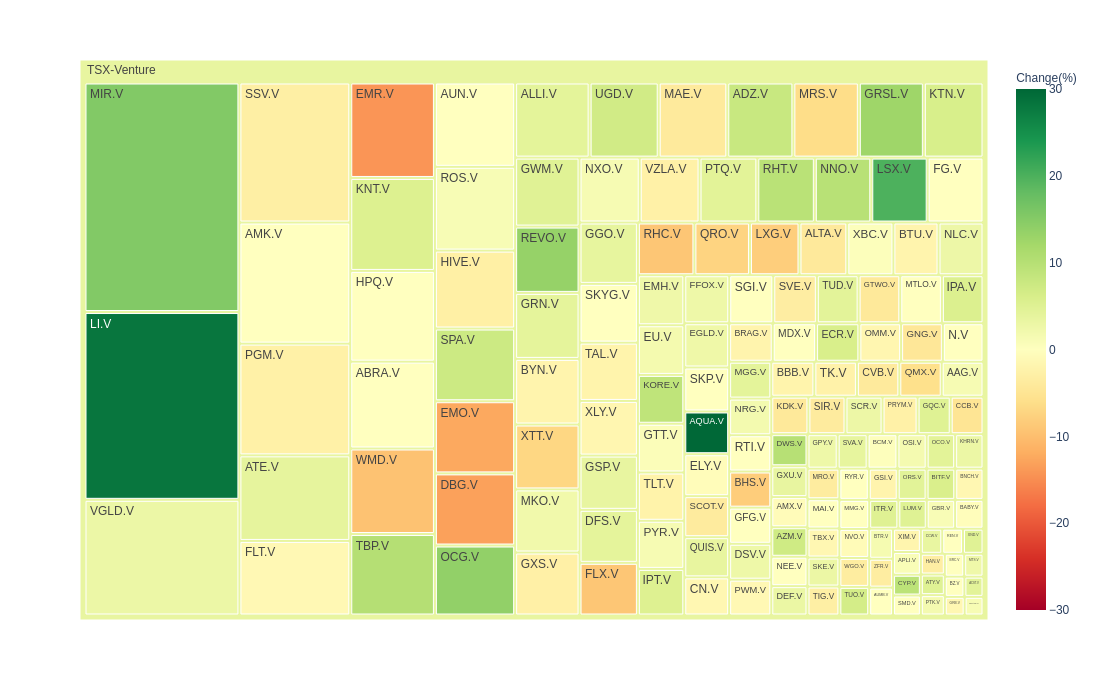 TSX-Venture
Change(%)
30
20
10
0
−10
−20
−30
MIR.V
LI.V
VGLD.V
SSV.V
AMK.V
PGM.V
ATE.V
FLT.V
EMR.V
KNT.V
HPQ.V
ABRA.V
WMD.V
TBP.V
AUN.V
ROS.V
HIVE.V
SPA.V
EMO.V
DBG.V
OCG.V
ALLI.V
UGD.V
MAE.V
ADZ.V
MRS.V
GRSL.V
KTN.V
GWM.V
REVO.V
GRN.V
BYN.V
XTT.V
MKO.V
GXS.V
NXO.V
VZLA.V
PTQ.V
RHT.V
NNO.V
LSX.V
FG.V
GGO.V
SKYG.V
TAL.V
XLY.V
GSP.V
DFS.V
FLX.V
RHC.V
QRO.V
LXG.V
ALTA.V
XBC.V
BTU.V
NLC.V
EMH.V
EU.V
KORE.V
GTT.V
TLT.V
PYR.V
IPT.V
FFOX.V
EGLD.V
SKP.V
AQUA.V
ELY.V
SCOT.V
QUIS.V
CN.V
SGI.V
SVE.V
TUD.V
GTWO.V
MTLO.V
IPA.V
BRAG.V
MDX.V
ECR.V
OMM.V
GNG.V
N.V
MGG.V
BBB.V
TK.V
CVB.V
QMX.V
AAG.V
NRG.V
RTI.V
BHS.V
GFG.V
DSV.V
PWM.V
KDK.V
SIR.V
SCR.V
PRYM.V
GQC.V
CCB.V
DWS.V
GPY.V
SVA.V
BCM.V
OSI.V
OCO.V
KHRN.V
GXU.V
MRO.V
RYR.V
GSI.V
ORS.V
BITF.V
BNCH.V
AMX.V
MAI.V
MMG.V
ITR.V
LUM.V
GBR.V
BABY.V
AZM.V
TBX.V
NVO.V
BTR.V
XIM.V
NEE.V
SKE.V
WGO.V
ZFR.V
APLI.V
HAN.V
DEF.V
TIG.V
TUO.V
CYP.V
ATY.V
BZ.V
SMD.V
PTK.V